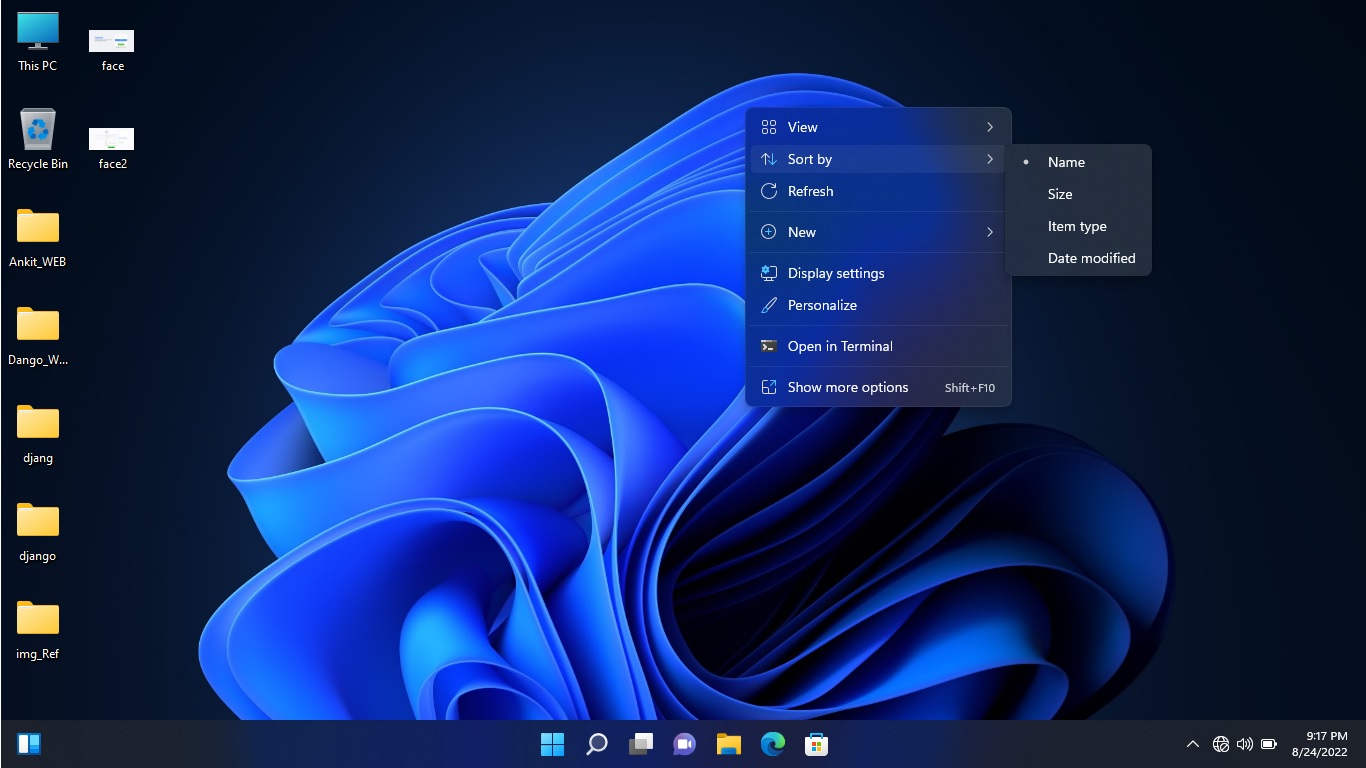 This PC
face
Recycle Bin
face2
Ankit_WEB
Dango_W...
djang
django
img_Ref
View
Sort by
Refresh
New
Display settings
Personalize
Open in Terminal
Show more options Shift+F10
Name
Size
Item type
Date modified
9:17 PM
8/24/2022